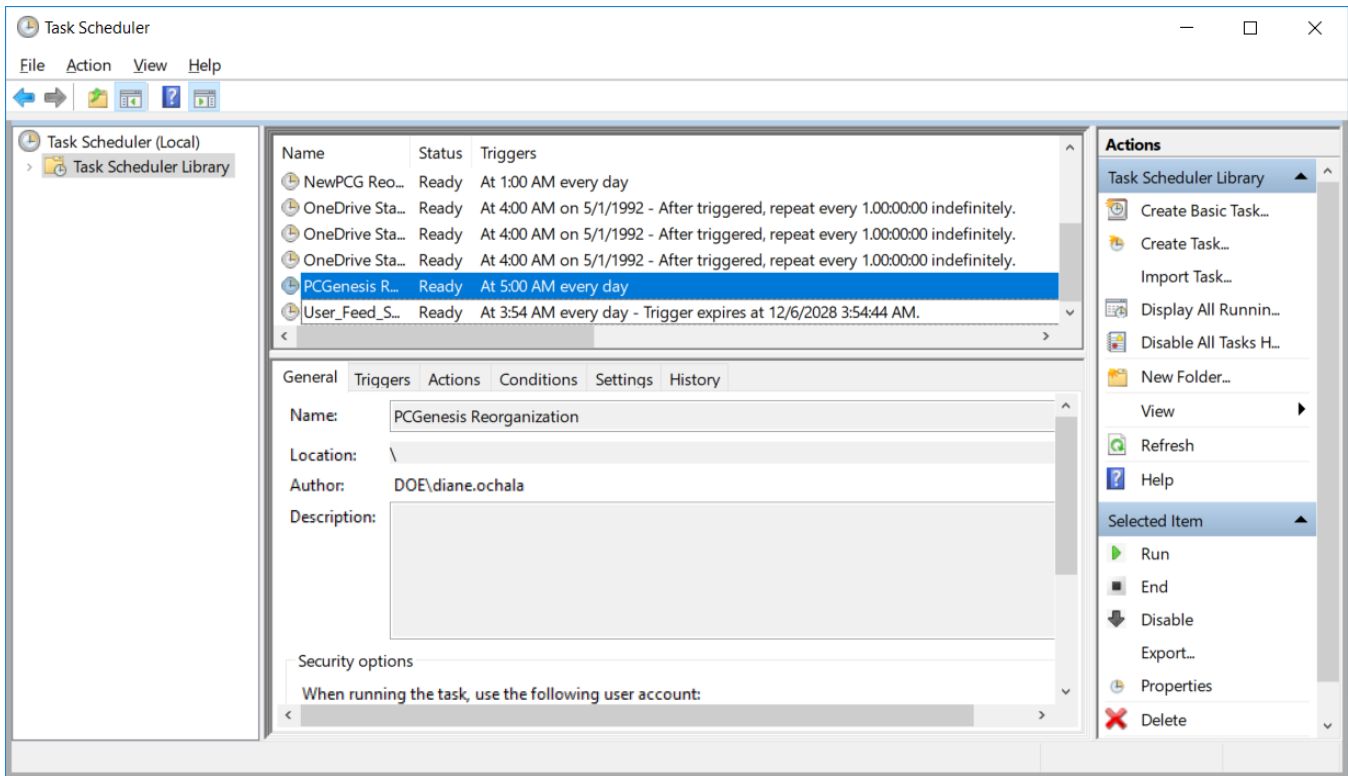 Task Scheduler
File Action View Help
Task Scheduler (Local)
Task Scheduler Library
Name Status Triggers
NewPCG Reo... Ready At 1:00 AM every day
OneDrive Sta... Ready At 4:00 AM on 5/1/1992 - After triggered, repeat every 1.00:00:00 indefinitely.
OneDrive Sta... Ready At 4:00 AM on 5/1/1992 - After triggered, repeat every 1.00:00:00 indefinitely.
OneDrive Sta... Ready At 4:00 AM on 5/1/1992 - After triggered, repeat every 1.00:00:00 indefinitely.
PCGenesis R... Ready At 5:00 AM every day
User_Feed_S... Ready At 3:54 AM every day - Trigger expires at 12/6/2028 3:54:44 AM.
General Triggers Actions Conditions Settings History
Name: PCGenesis Reorganization
Location: \
Author: DOE\diane.ochala
Description:
Security options
When running the task, use the following user account:
Actions
Task Scheduler Library
Create Basic Task...
Create Task...
Import Task...
Display All Runnin...
Disable All Tasks H...
New Folder...
View
Refresh
Help
Selected Item
Run
End
Disable
Export...
Properties
Delete